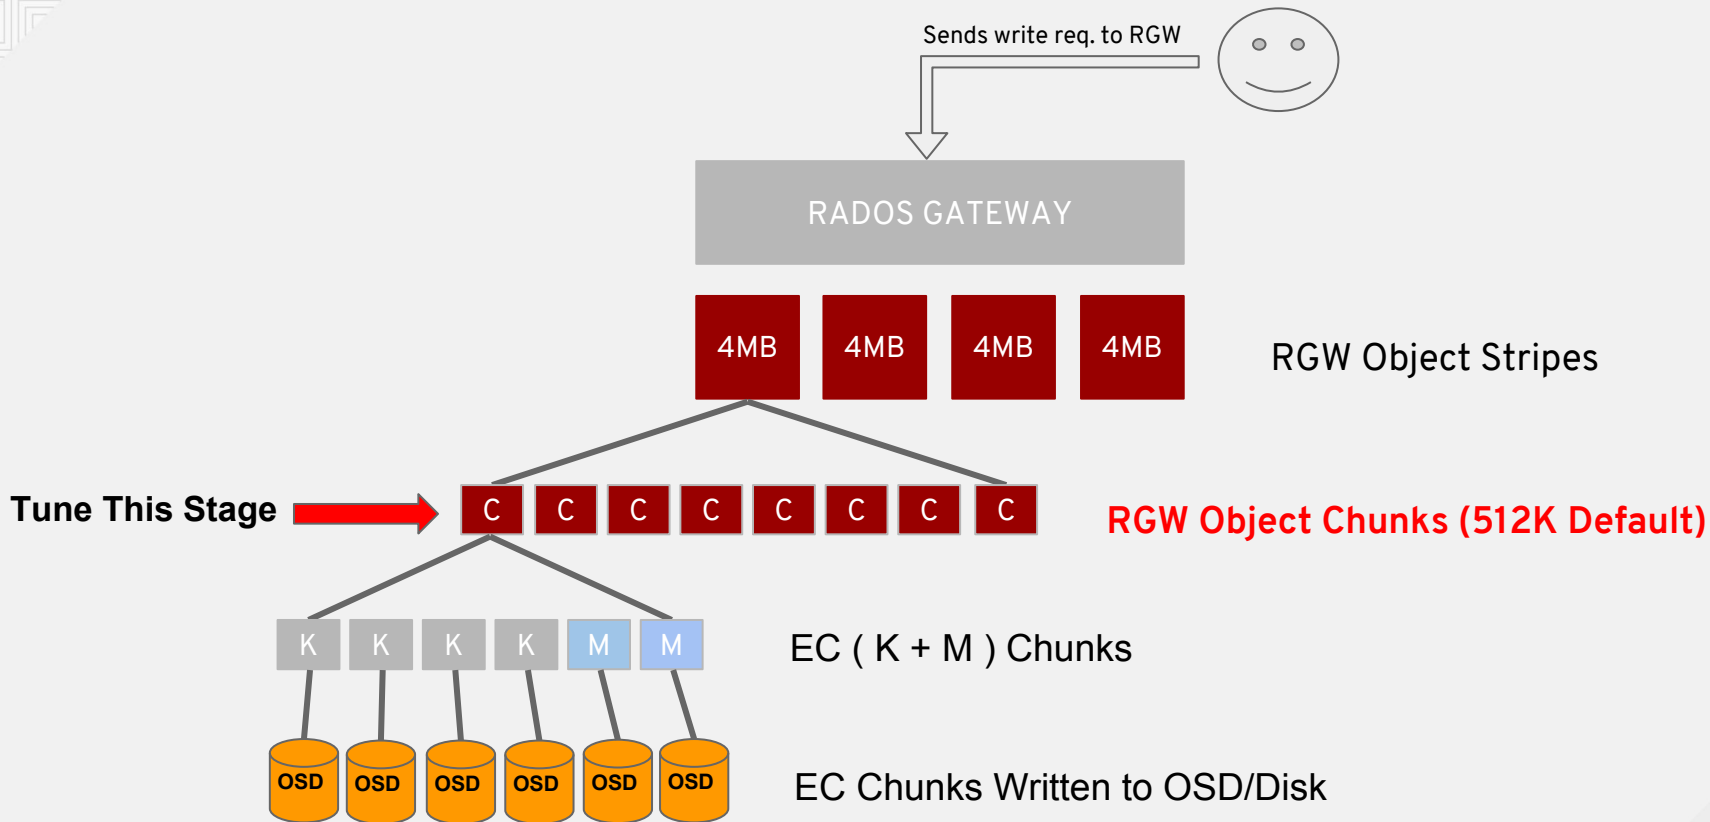 Sends write req. to RGW
RADOS GATEWAY
4MB 4MB 4MB 4MB
RGW Object Stripes
Tune This Stage
C C C C C C C C
RGW Object Chunks (512K Default)
K K K K M M
EC ( K + M ) Chunks
OSD OSD OSD OSD OSD OSD
EC Chunks Written to OSD/Disk